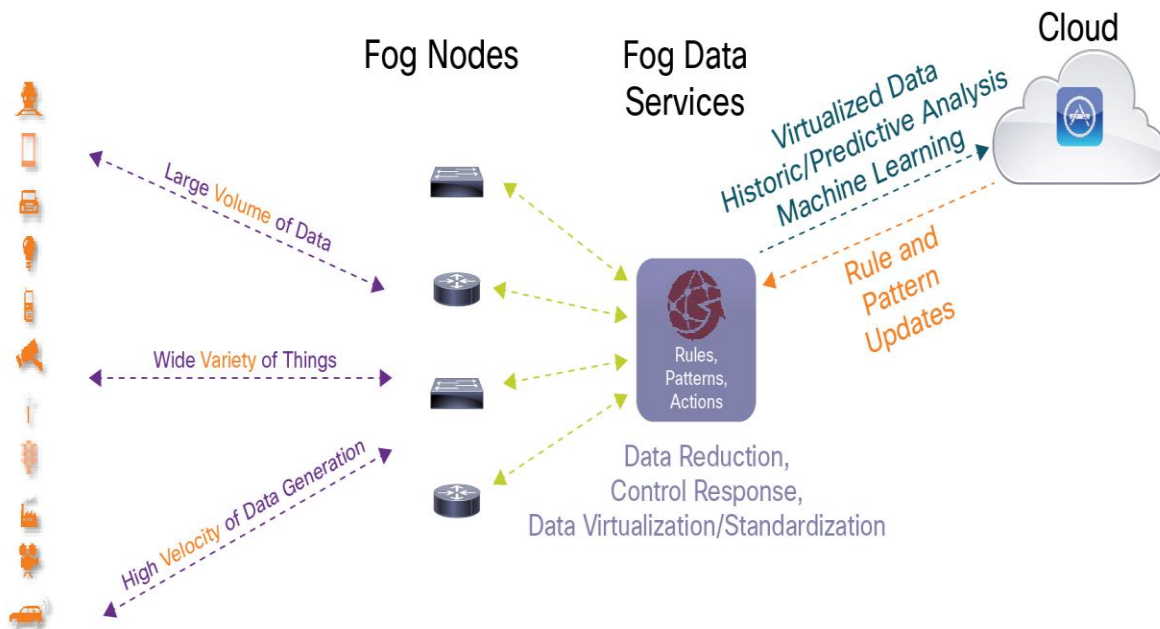 Cloud
Fog Nodes
Fog Data
Services
Virtualized Data
Historic/Predictive Analysis
Machine Learning
Large Volume of Data
Rule and
Pattern
Updates
Wide Variety of Things
Rules,
Patterns,
Actions
High Velocity of Data Generation
Data Reduction,
Control Response,
Data Virtualization/Standardization